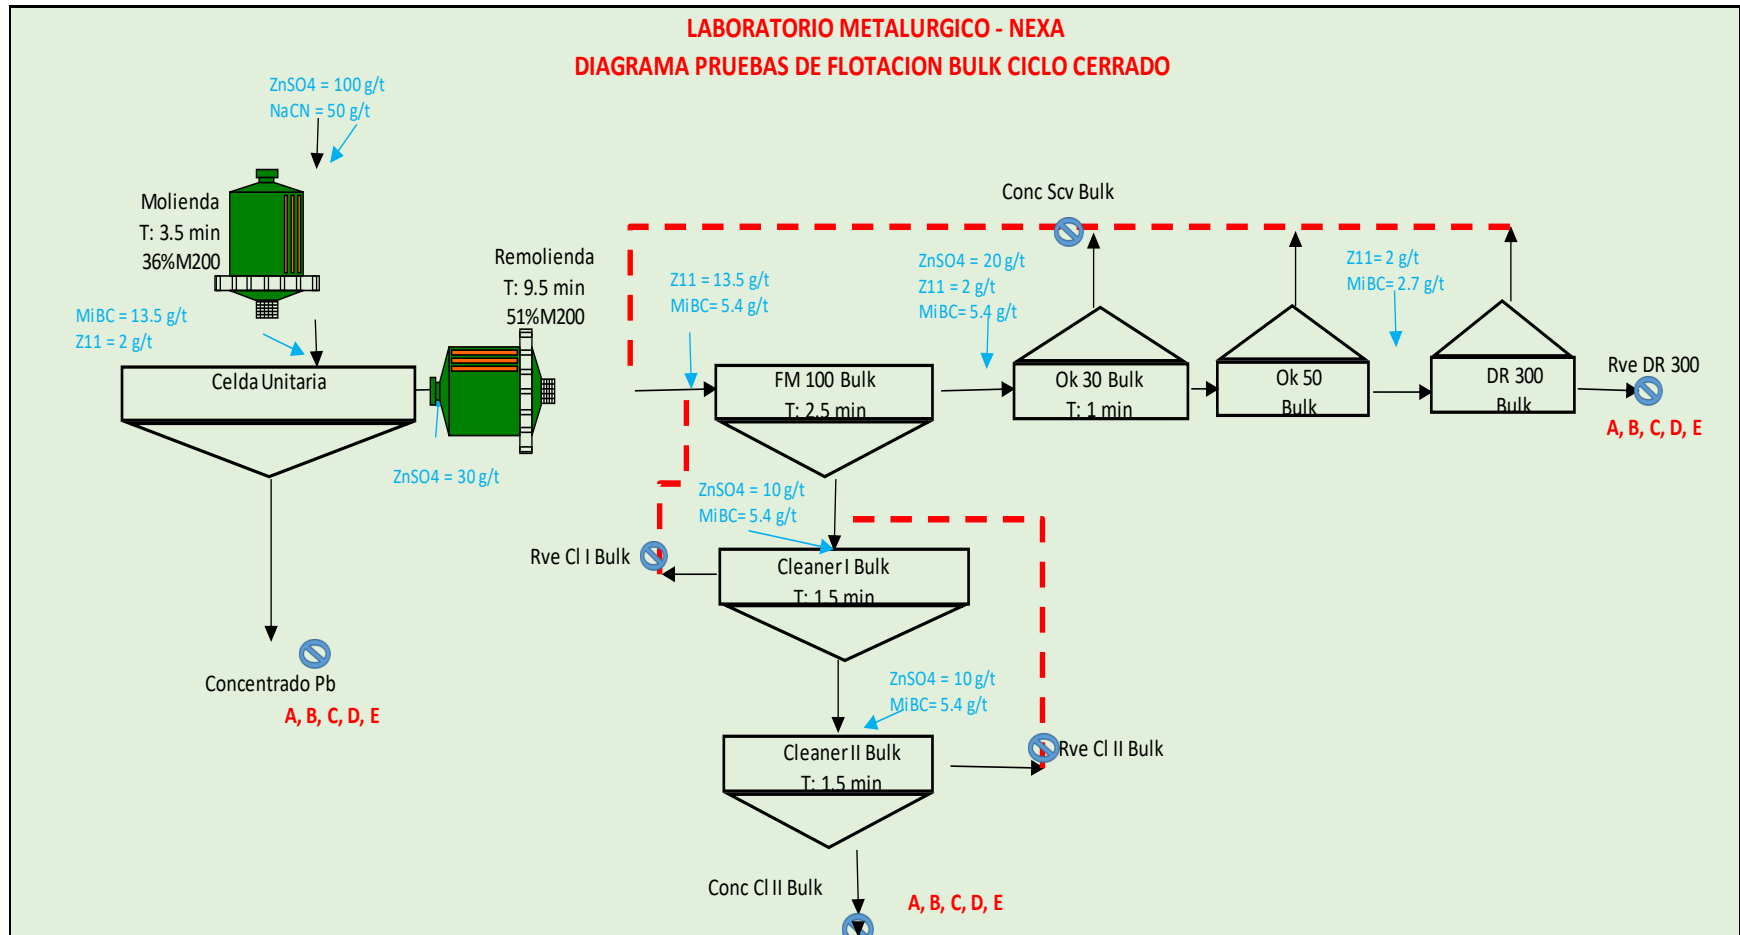 LABORATORIO METALURGICO - NEXA
DIAGRAMA PRUEBAS DE FLOTACION BULK CICLO CERRADO
ZnSO4 = 100 g/t
NaCN = 50 g/t
Molienda
T: 3.5 min
36%M200
MiBC = 13.5 g/t
Z11 = 2 g/t
Celda Unitaria
Remolienda
T: 9.5 min
51%M200
ZnSO4 = 30 g/t
Concentrado Pb
A, B, C, D, E
Z11 = 13.5 g/t
MiBC= 5.4 g/t
FM 100 Bulk
T: 2.5 min
Conc Scv Bulk
ZnSO4 = 20 g/t
Z11 = 2 g/t
MiBC= 5.4 g/t
Ok 30 Bulk
T: 1 min
Ok 50
Bulk
Z11= 2 g/t
MiBC= 2.7 g/t
DR 300
Bulk
Rve DR 300
A, B, C, D, E
ZnSO4 = 10 g/t
MiBC= 5.4 g/t
Rve Cl I Bulk
Cleaner I Bulk
T: 1.5 min
ZnSO4 = 10 g/t
MiBC= 5.4 g/t
Cleaner II Bulk
T: 1.5 min
Rve Cl II Bulk
Conc Cl II Bulk
A, B, C, D, E